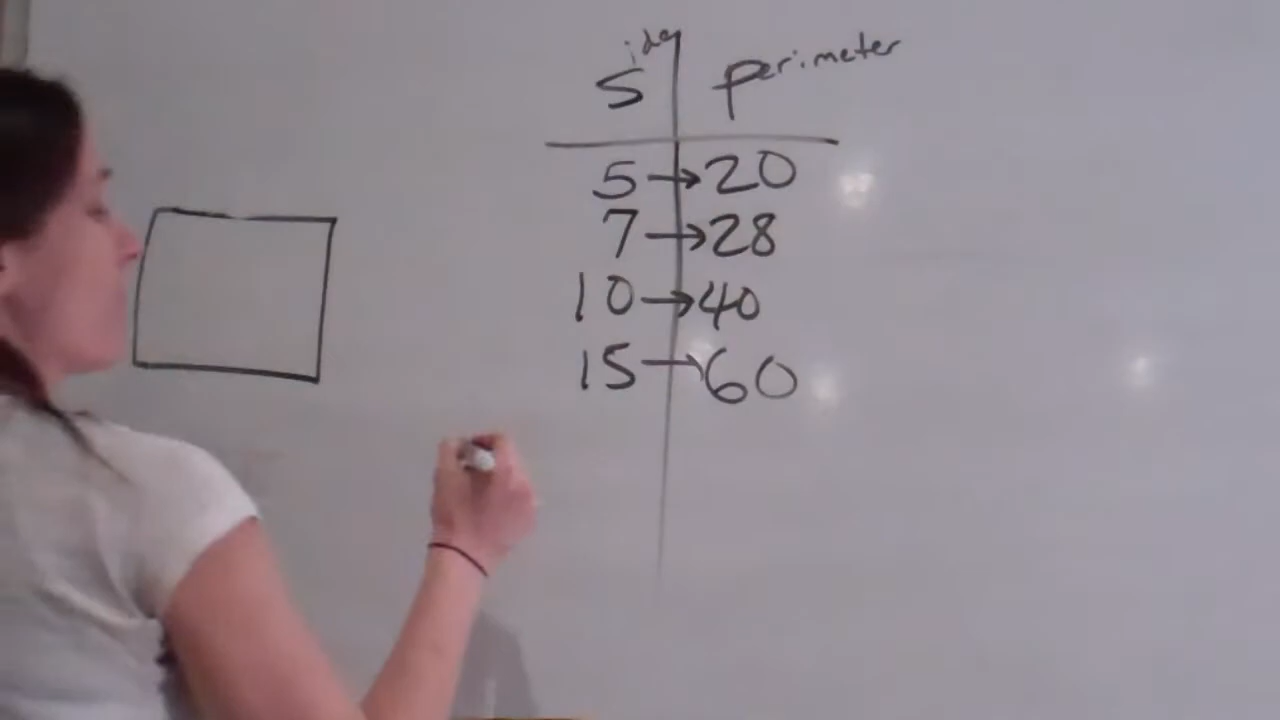 side perimeter
5 → 20
7 → 28
10 → 40
15 → 60